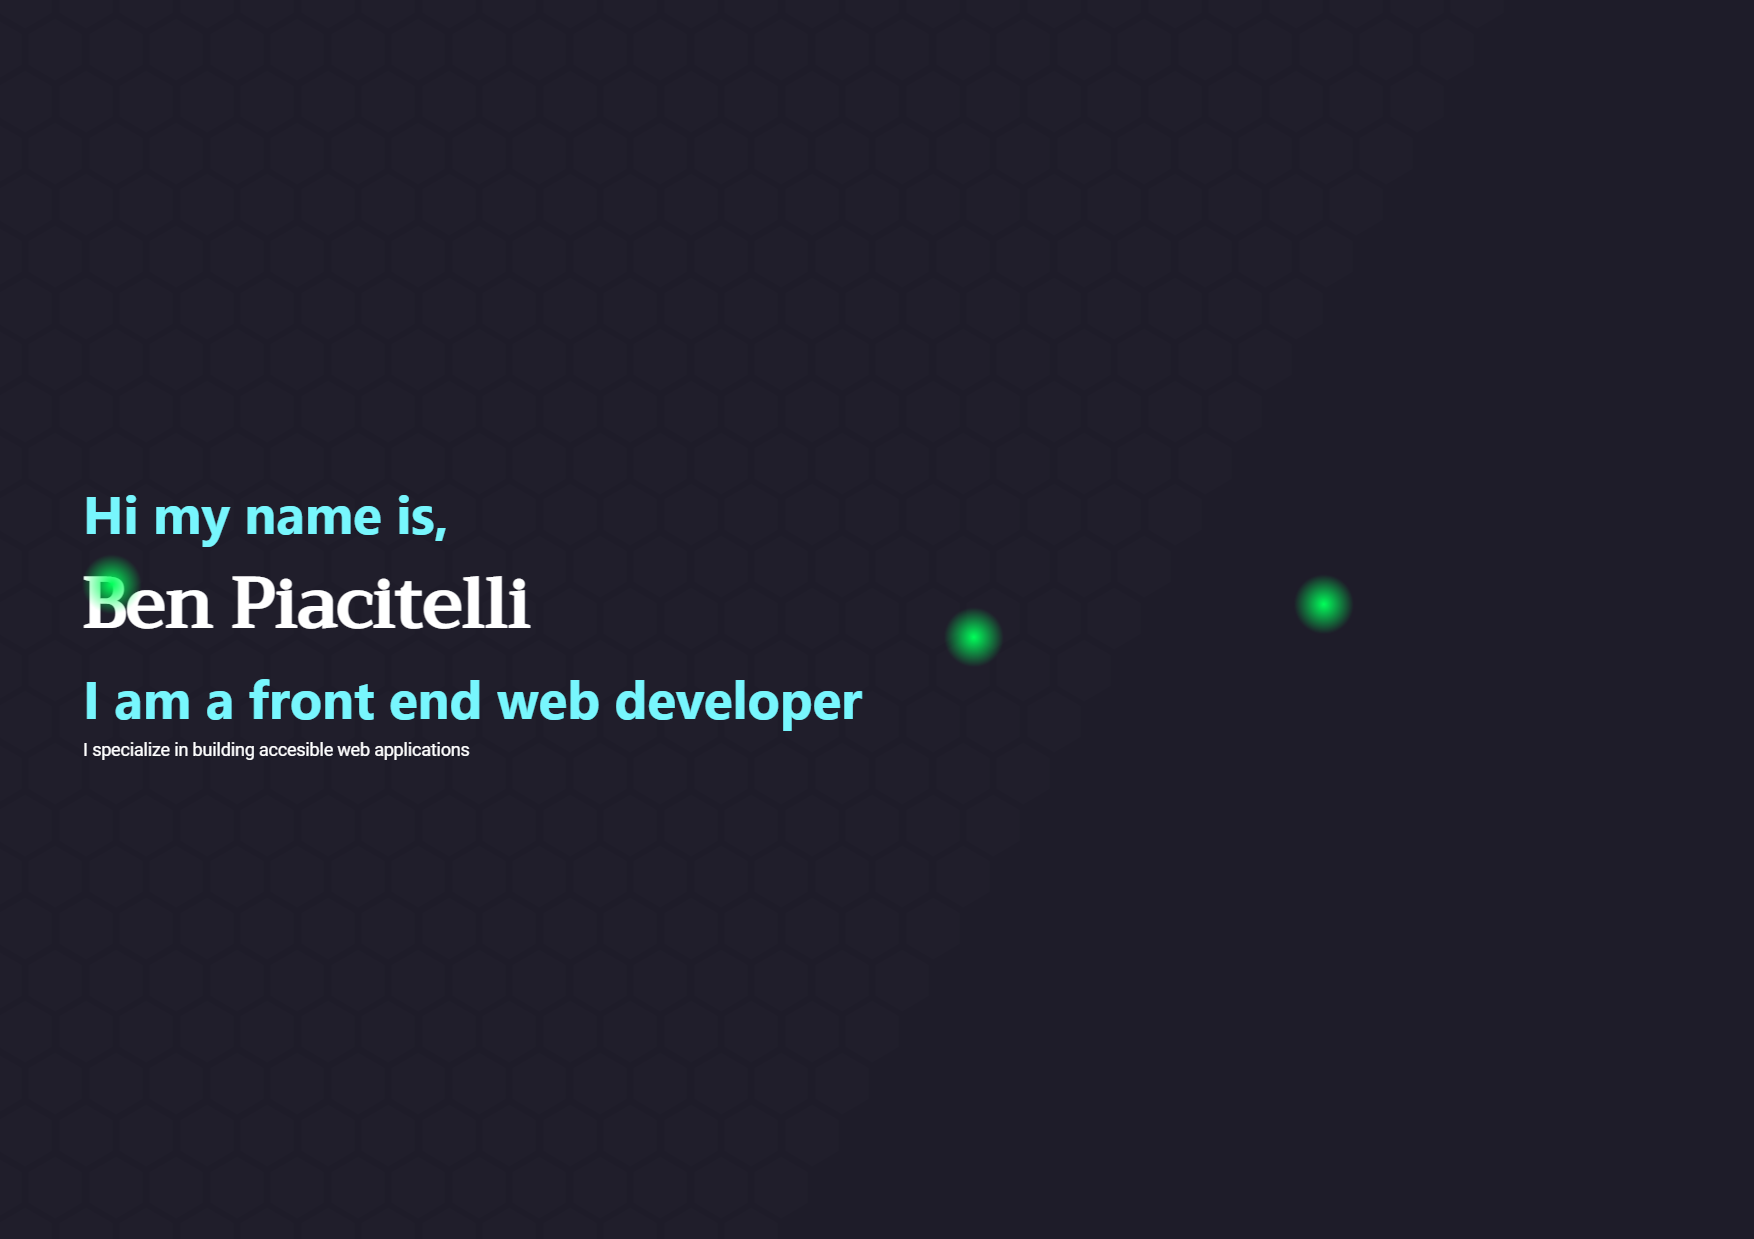 Hi my name is,
Ben Piacitelli
I am a front end web developer
I specialize in building accesible web applications